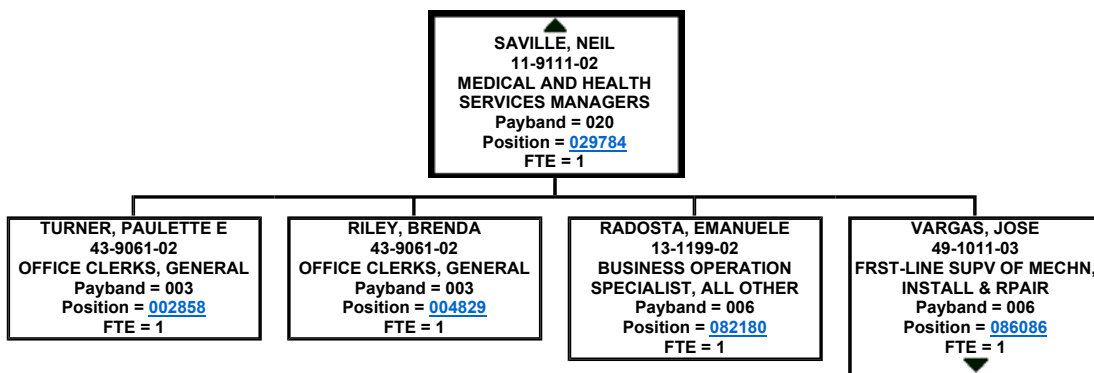 SAVILLE, NEIL
11-9111-02
MEDICAL AND HEALTH
SERVICES MANAGERS
Payband = 020
Position = 029784
FTE = 1
TURNER, PAULETTE E
43-9061-02
OFFICE CLERKS, GENERAL
Payband = 003
Position = 002858
FTE = 1
RILEY, BRENDA
43-9061-02
OFFICE CLERKS, GENERAL
Payband = 003
Position = 004829
FTE = 1
RADOSTA, EMANUELE
13-1199-02
BUSINESS OPERATION
SPECIALIST, ALL OTHER
Payband = 006
Position = 082180
FTE = 1
VARGAS, JOSE
49-1011-03
FRST-LINE SUPV OF MECHN,
INSTALL & RPAIR
Payband = 006
Position = 086086
FTE = 1